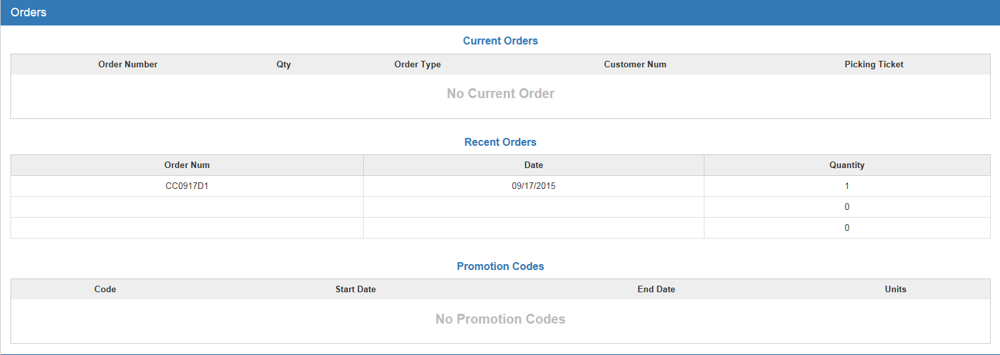 Orders
Current Orders
Order Number Qty Order Type Customer Num Picking Ticket
No Current Order
Recent Orders
Order Num Date Quantity
CC0917D1 09/17/2015 1
0
0
Promotion Codes
Code Start Date End Date Units
No Promotion Codes